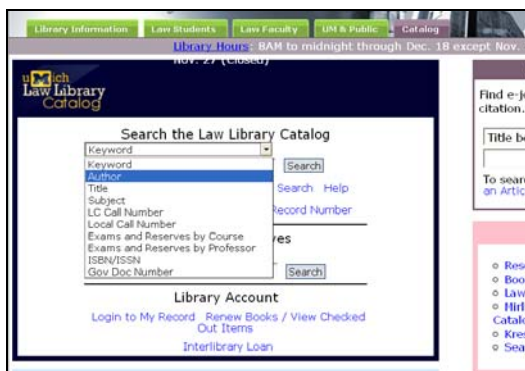 Library Information Law Students Law Faculty UM & Public Catalog
Library Hours: 8AM to midnight through Dec. 18 except Nov.
Nov. 27 (Closed)
uMich
Law Library
Catalog
Search the Law Library Catalog
Keyword
Keyword
Search
Author
Title
Search Help
Subject
LC Call Number
Record Number
Local Call Number
Exams and Reserves by Course
Exams and Reserves by Professor
ISBN/ISSN
Gov Doc Number
Search
Library Account
Login to My Record Renew Books / View Checked
Out Items
Interlibrary Loan
Find e-j
citation.
Title b
To sear
an Artic
Res
Boo
Law
Mirl
Catal
Kres
Sea